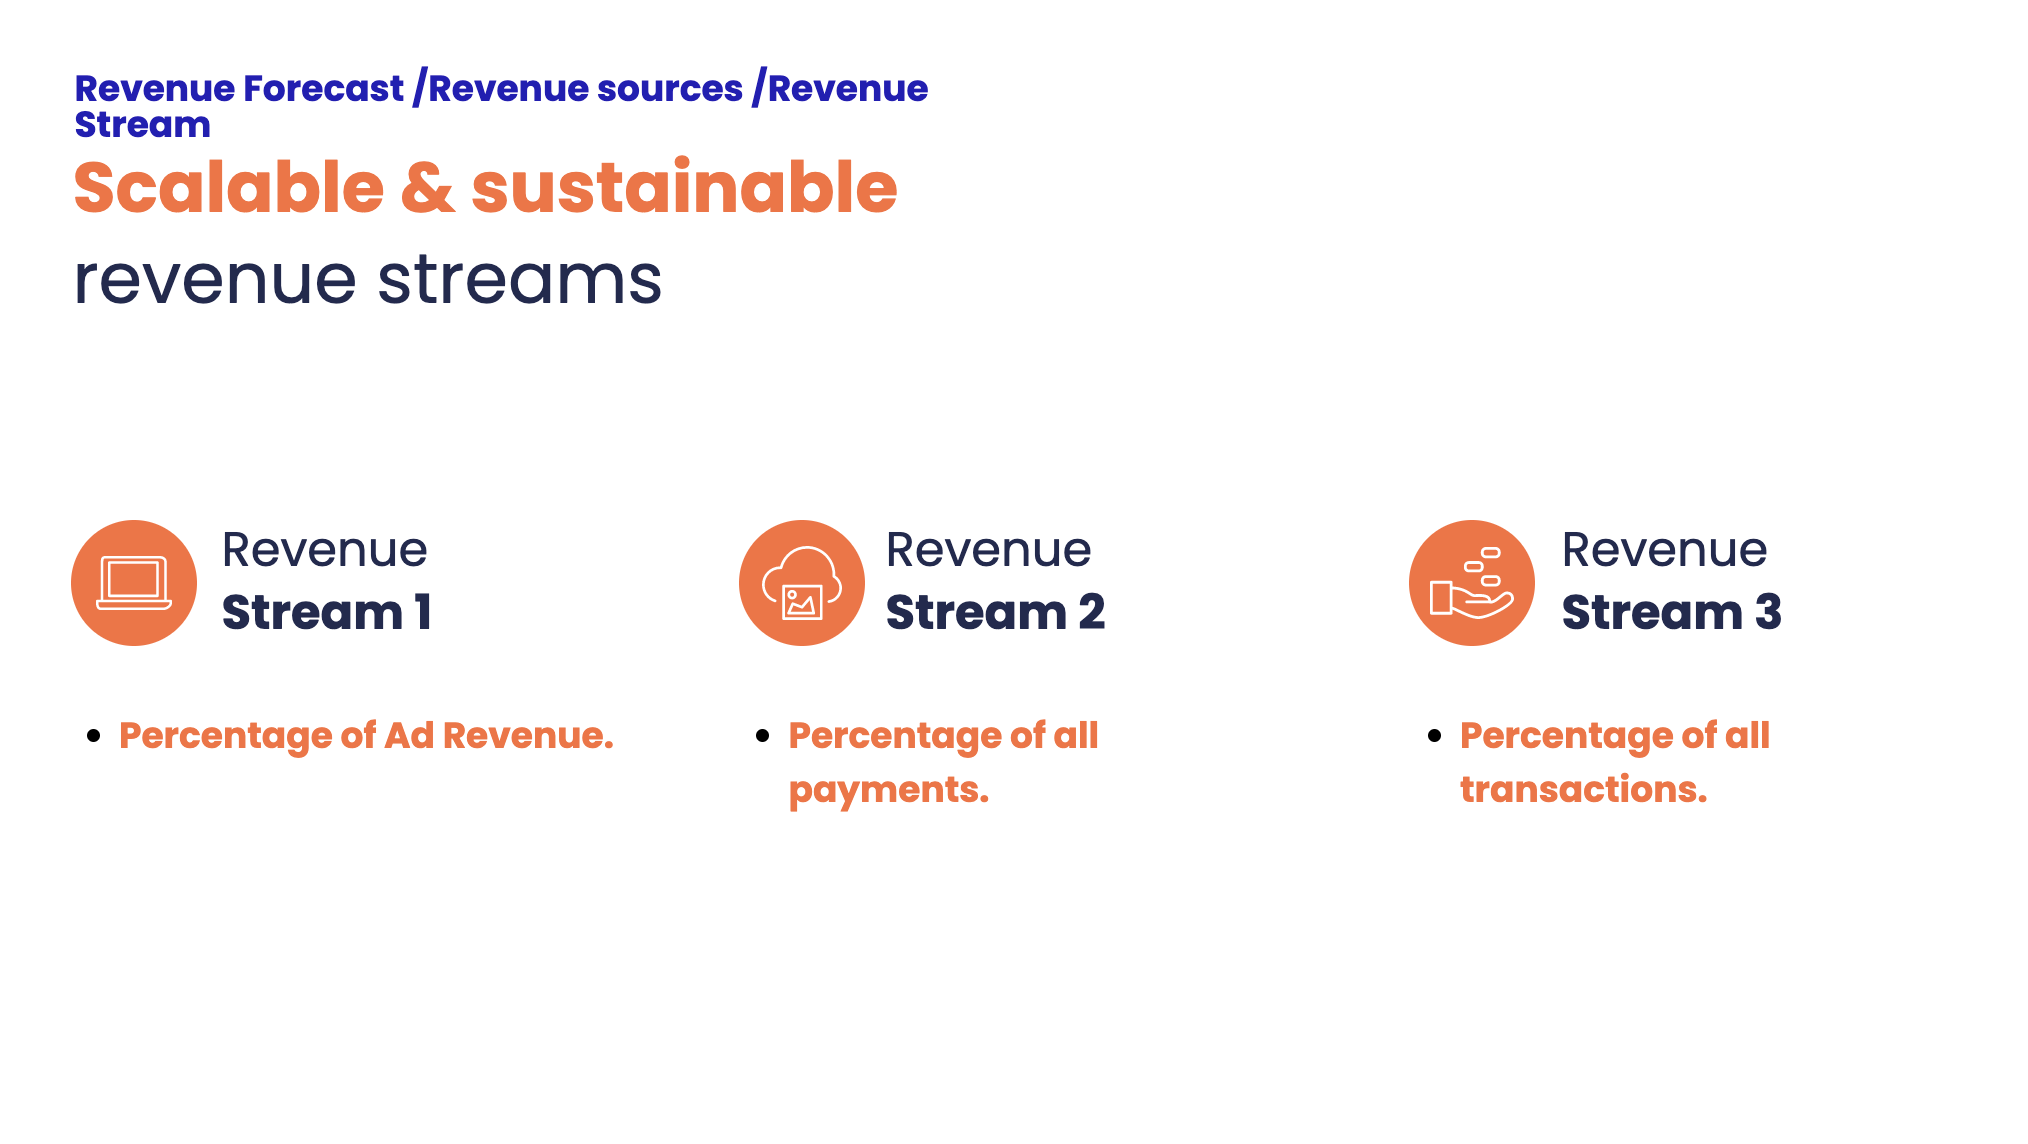 Revenue Forecast /Revenue sources /Revenue
Stream
Scalable & sustainable
revenue streams
Revenue
Stream 1
• Percentage of Ad Revenue.
Revenue
Stream 2
• Percentage of all
payments.
Revenue
Stream 3
• Percentage of all
transactions.